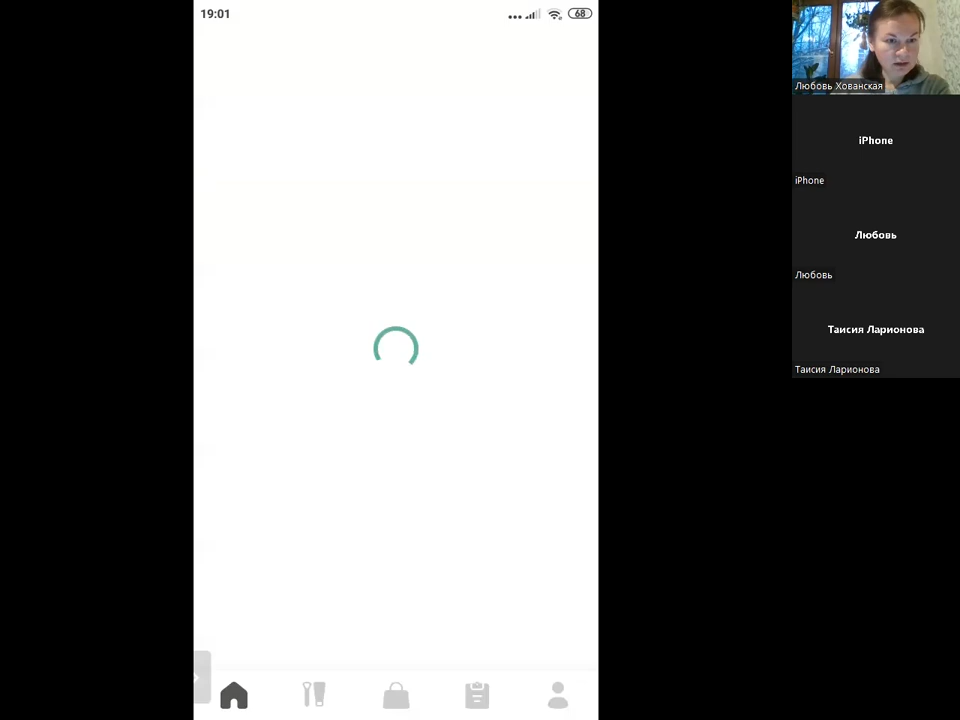 19:01
68
Любовь Хованская
iPhone
iPhone
Любовь
Любовь
Таисия Ларионова
Таисия Ларионова